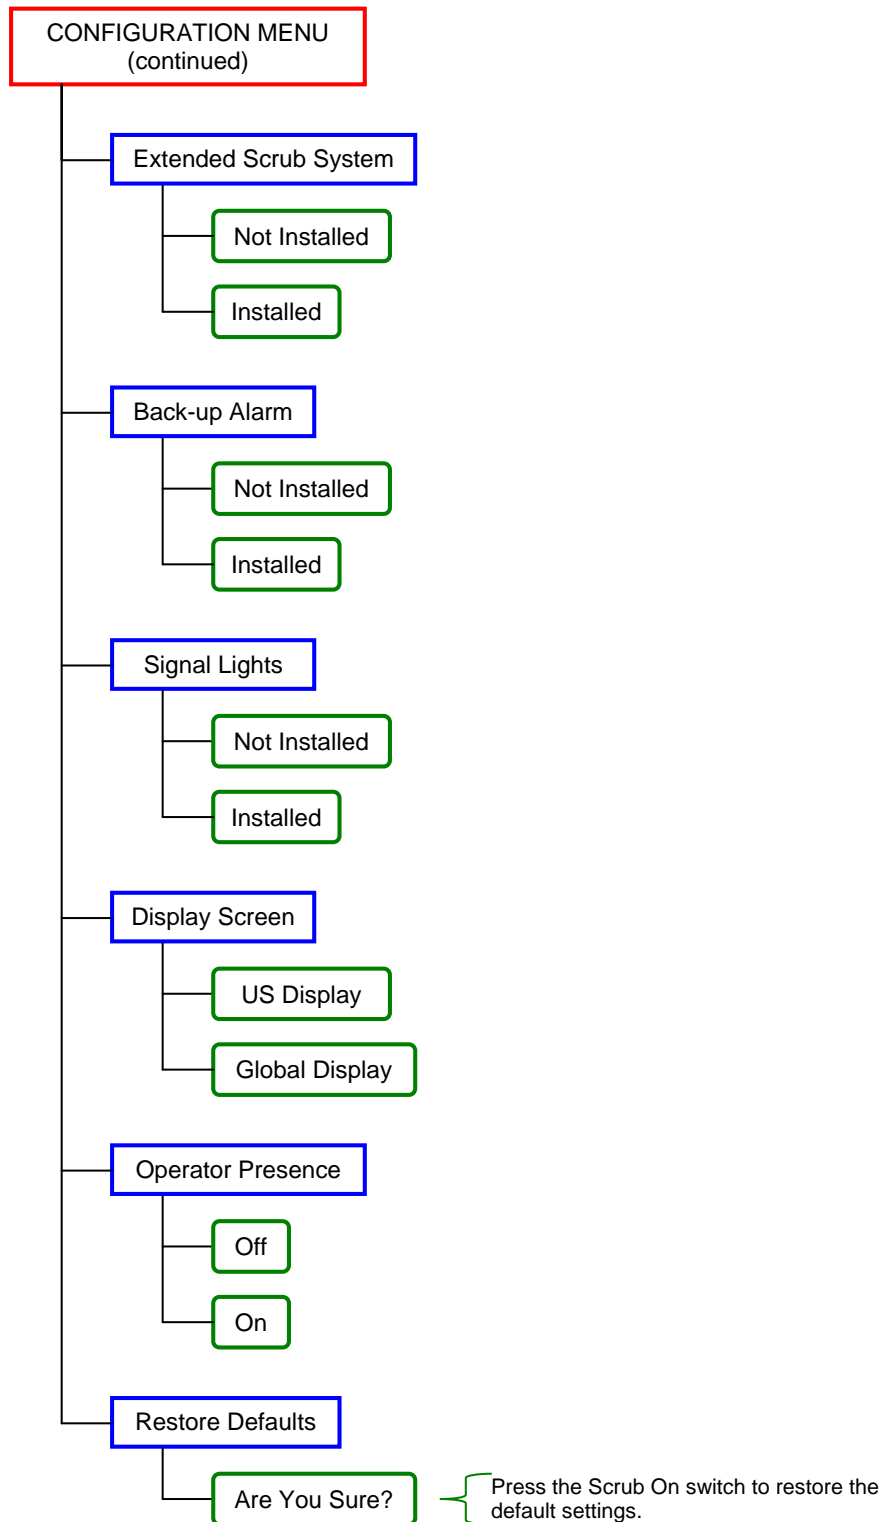 CONFIGURATION MENU
(continued)
Extended Scrub System
Not Installed
Installed
Back-up Alarm
Not Installed
Installed
Signal Lights
Not Installed
Installed
Display Screen
US Display
Global Display
Operator Presence
Off
On
Restore Defaults
Are You Sure?
Press the Scrub On switch to restore the
default settings.